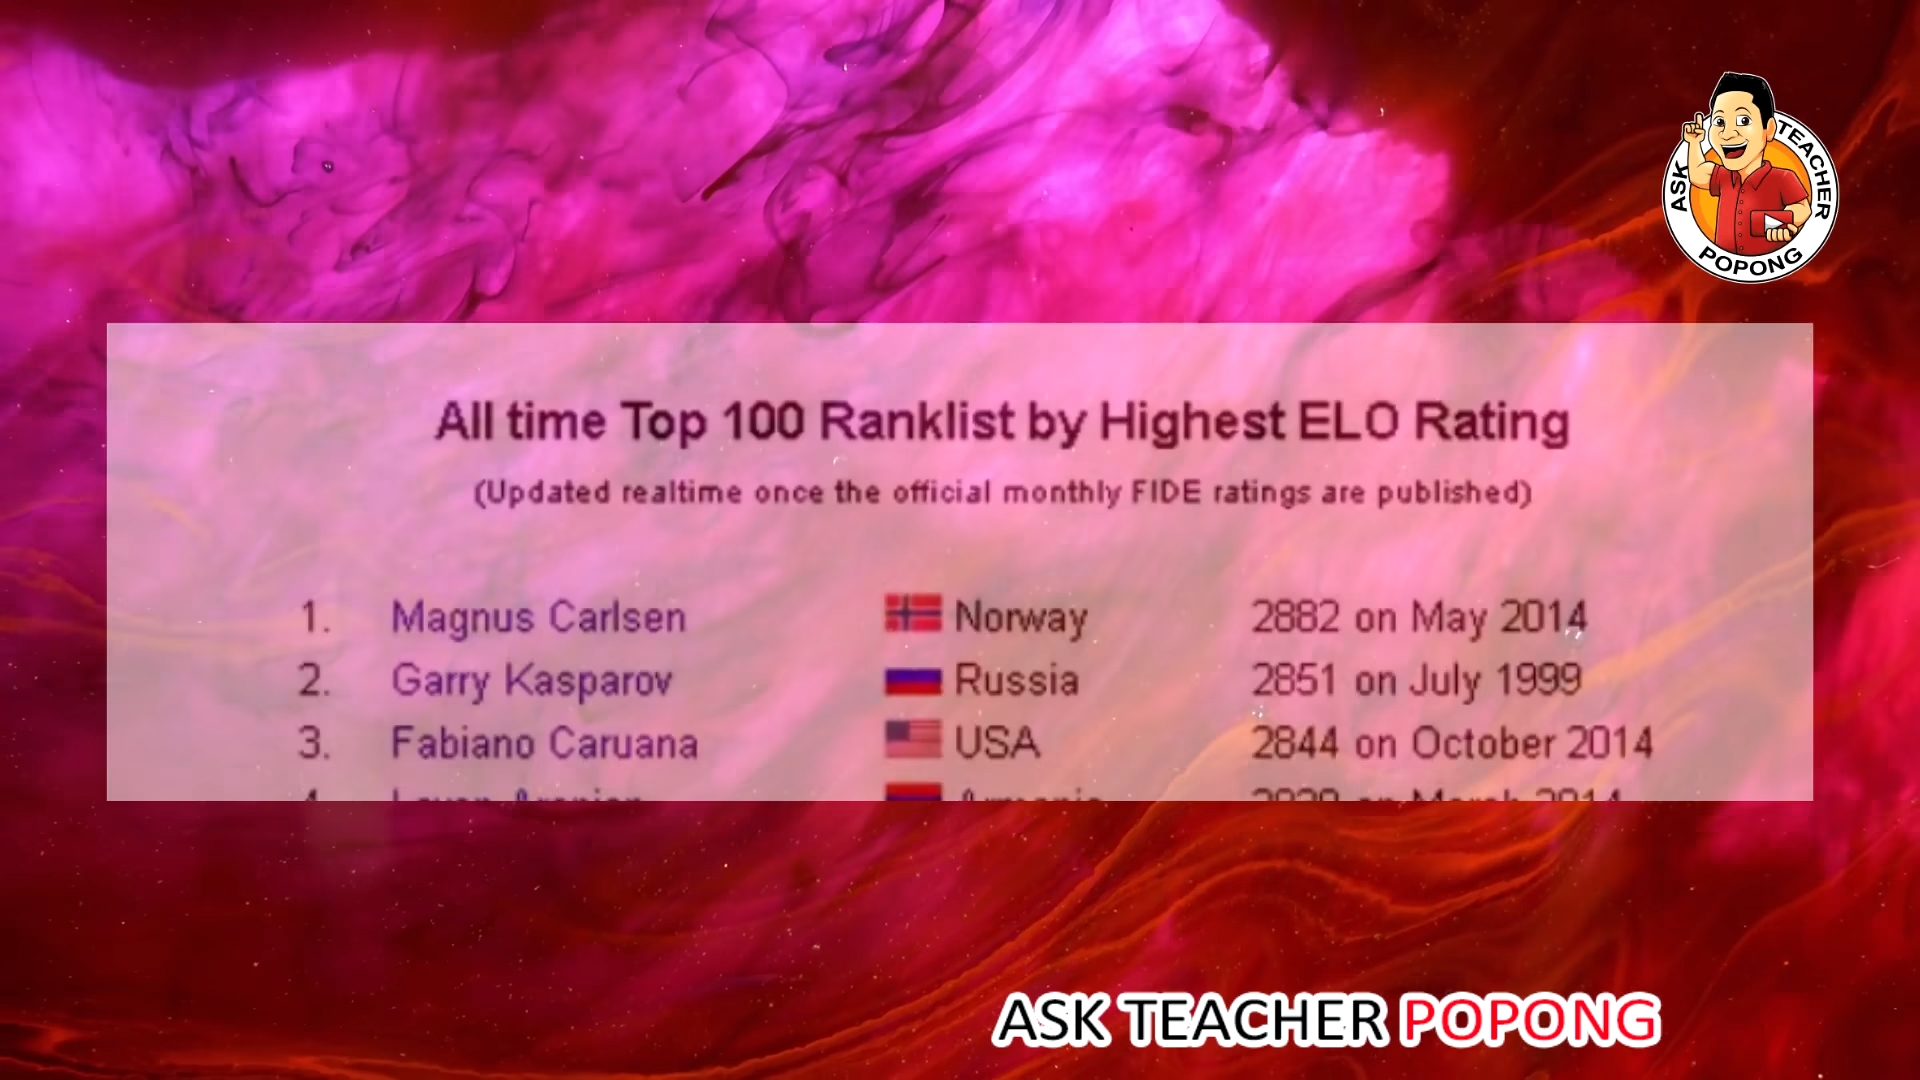 ASK TEACHER
POPONG
All time Top 100 Ranklist by Highest ELO Rating
(Updated realtime once the official monthly FIDE ratings are published)
1. Magnus Carlsen Norway 2882 on May 2014
2. Garry Kasparov Russia 2851 on July 1999
3. Fabiano Caruana USA 2844 on October 2014
ASK TEACHER POPONG